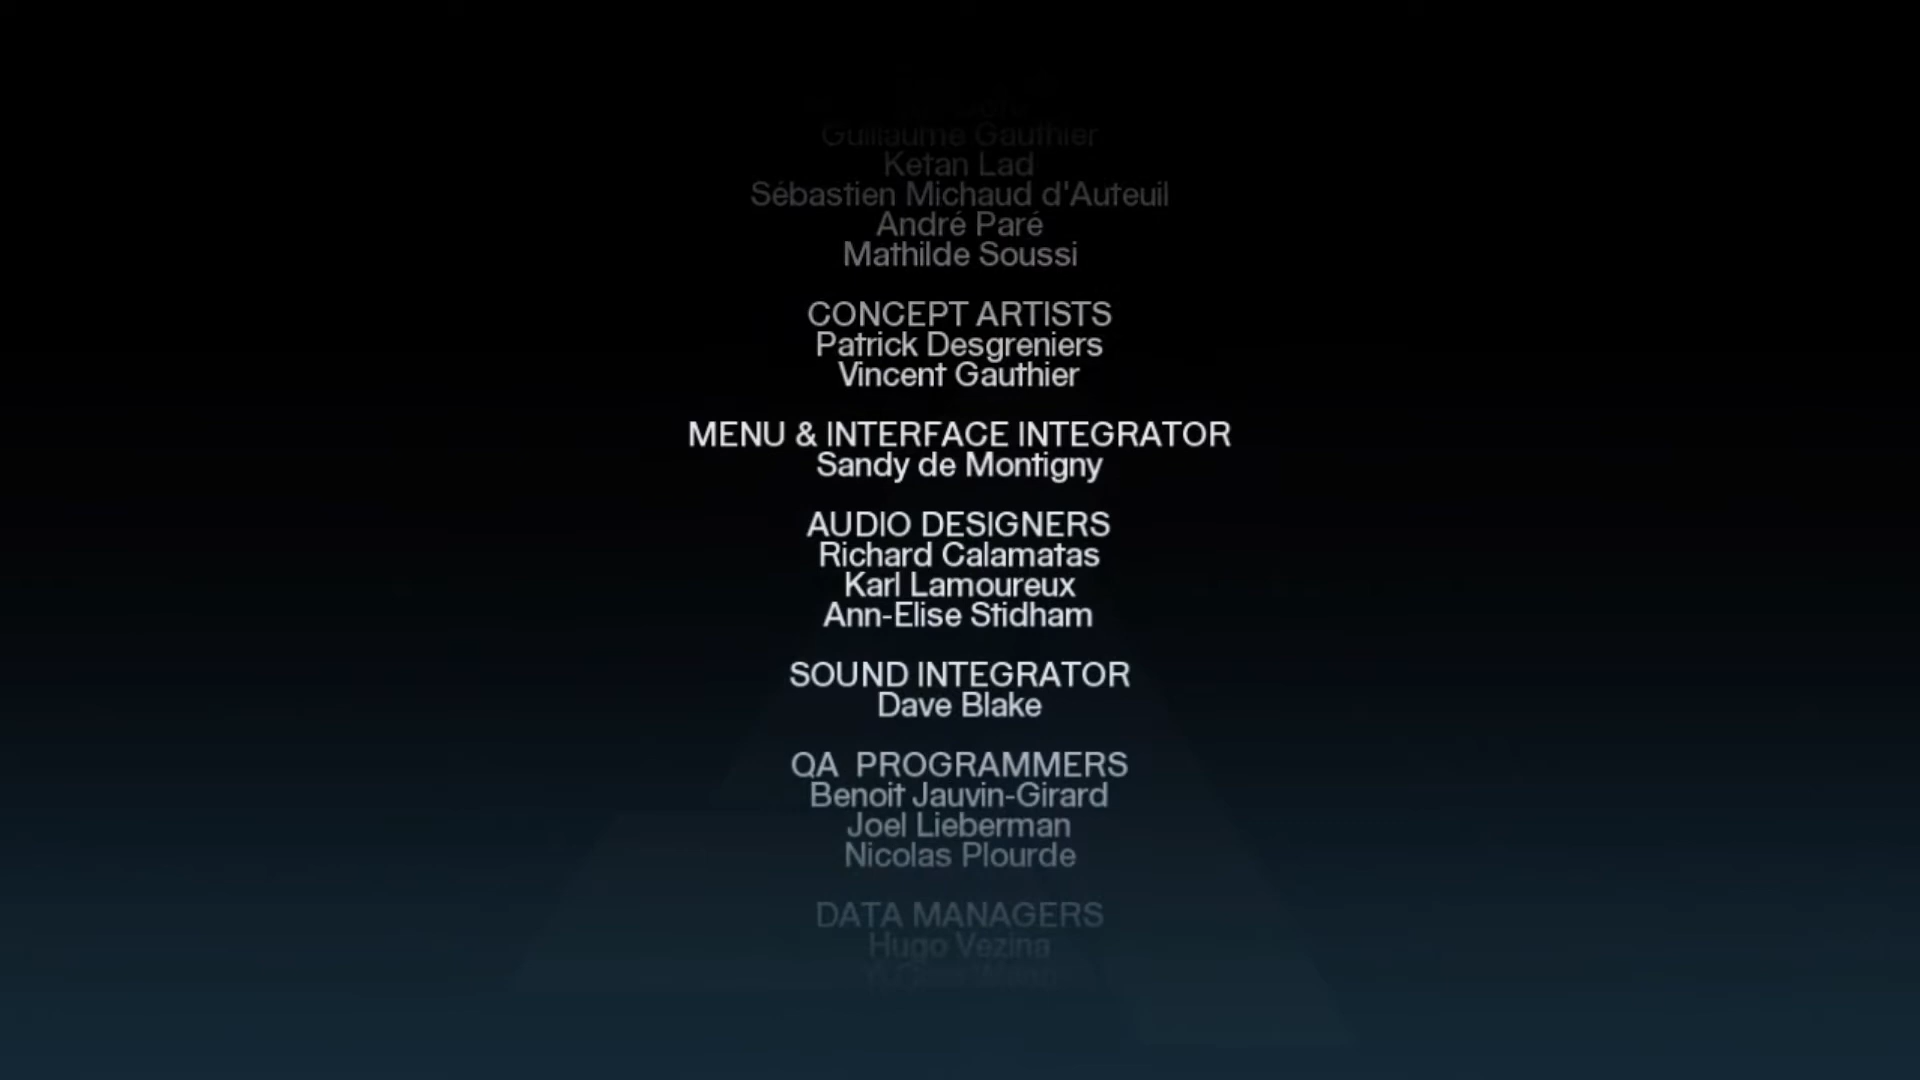 Guillaume Gauthier
Ketan Lad
Sébastien Michaud d'Auteuil
André Paré
Mathilde Soussi
CONCEPT ARTISTS
Patrick Desgreniers
Vincent Gauthier
MENU & INTERFACE INTEGRATOR
Sandy de Montigny
AUDIO DESIGNERS
Richard Calamatas
Karl Lamoureux
Ann-Elise Stidham
SOUND INTEGRATOR
Dave Blake
QA  PROGRAMMERS
Benoit Jauvin-Girard
Joel Lieberman
Nicolas Plourde
DATA MANAGERS
Hugo Vezina